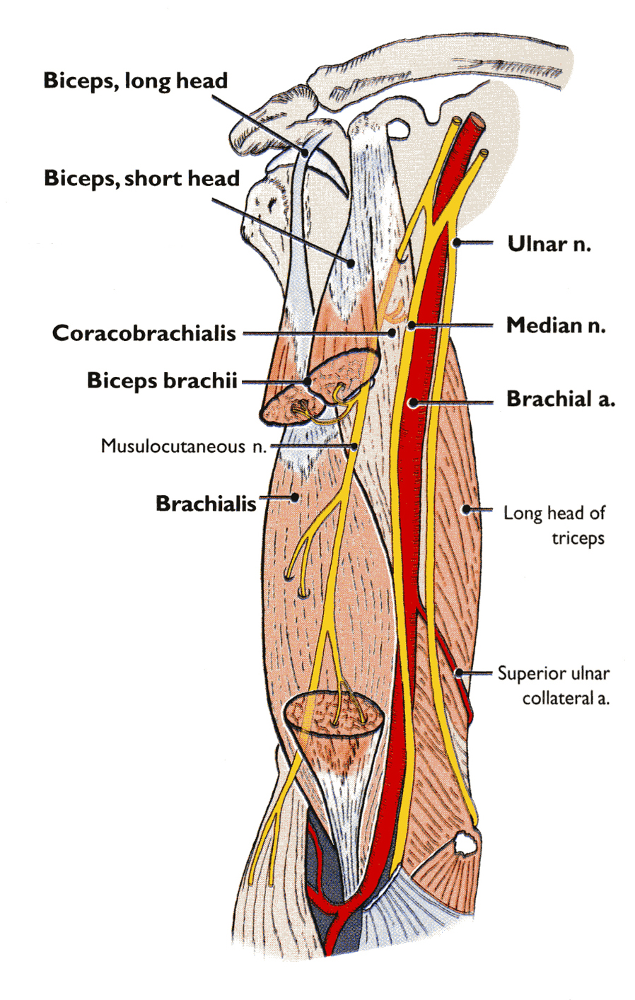 Biceps, long head
Biceps, short head
Ulnar n.
Median n.
Coracobrachialis
Biceps brachii
Brachial a.
Musulocutaneous n.
Brachialis
Long head of
triceps
Superior ulnar
collateral a.